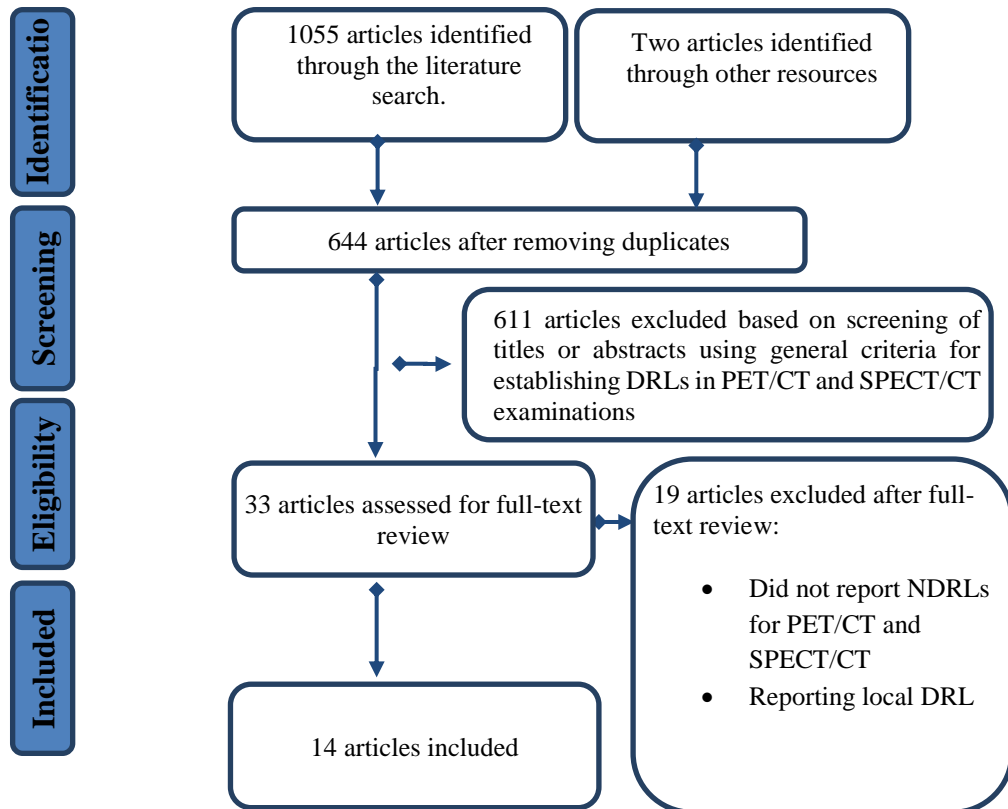 Identificatio
1055 articles identified
through the literature
search.
Two articles identified
through other resources
Screening
644 articles after removing duplicates
611 articles excluded based on screening of
titles or abstracts using general criteria for
establishing DRLs in PET/CT and SPECT/CT
examinations
Eligibility
33 articles assessed for full-text
review
19 articles excluded after full-
text review:
• Did not report NDRLs
for PET/CT and
SPECT/CT
• Reporting local DRL
Included
14 articles included